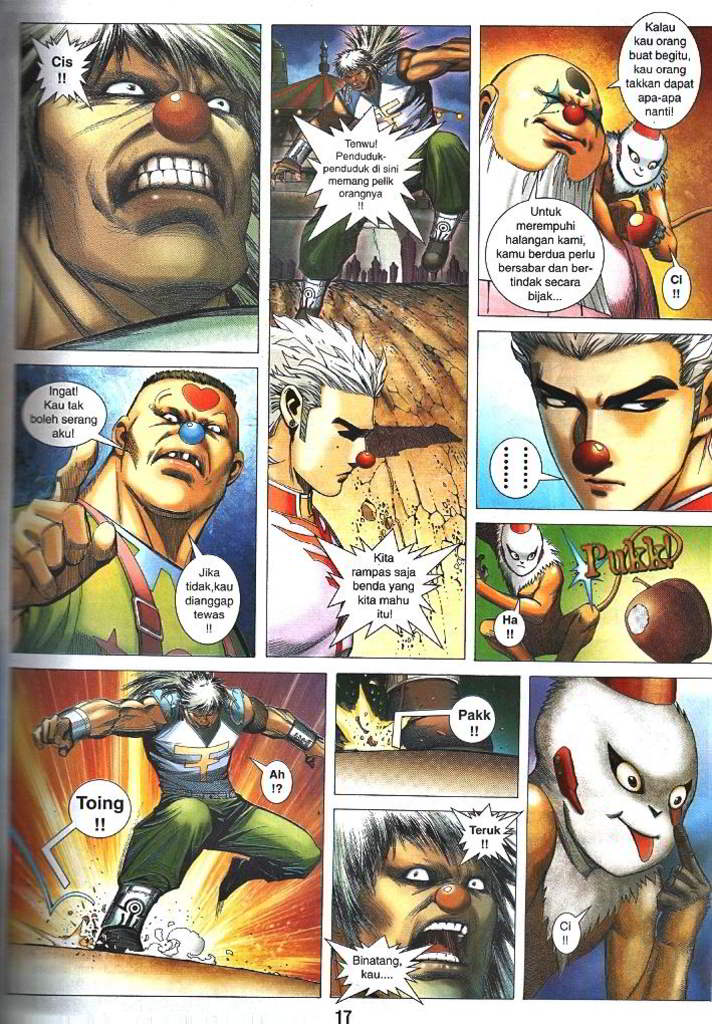 Cis
!!
Tenwu!
Penduduk-
penduduk di sini
memang pelik
orangnya
!!
Kalau
kau orang
buat begitu,
kau orang
takkan dapat
apa-apa
nanti!
Untuk
merempuhi
halangan kami,
kamu berdua perlu
bersabar dan ber-
tindak secara
bijak...
Ci
!!
Ingat!
Kau tak
boleh serang
aku!
Jika
tidak,kau
dianggap
tewas
!!
Kita
rampas saja
benda yang
kita mahu
itu!
Pukk!
Ha
!!
Toing
!!
Ah
!?
Pakk
!!
Teruk
!!
Binatang,
kau....
Ci
!!
17